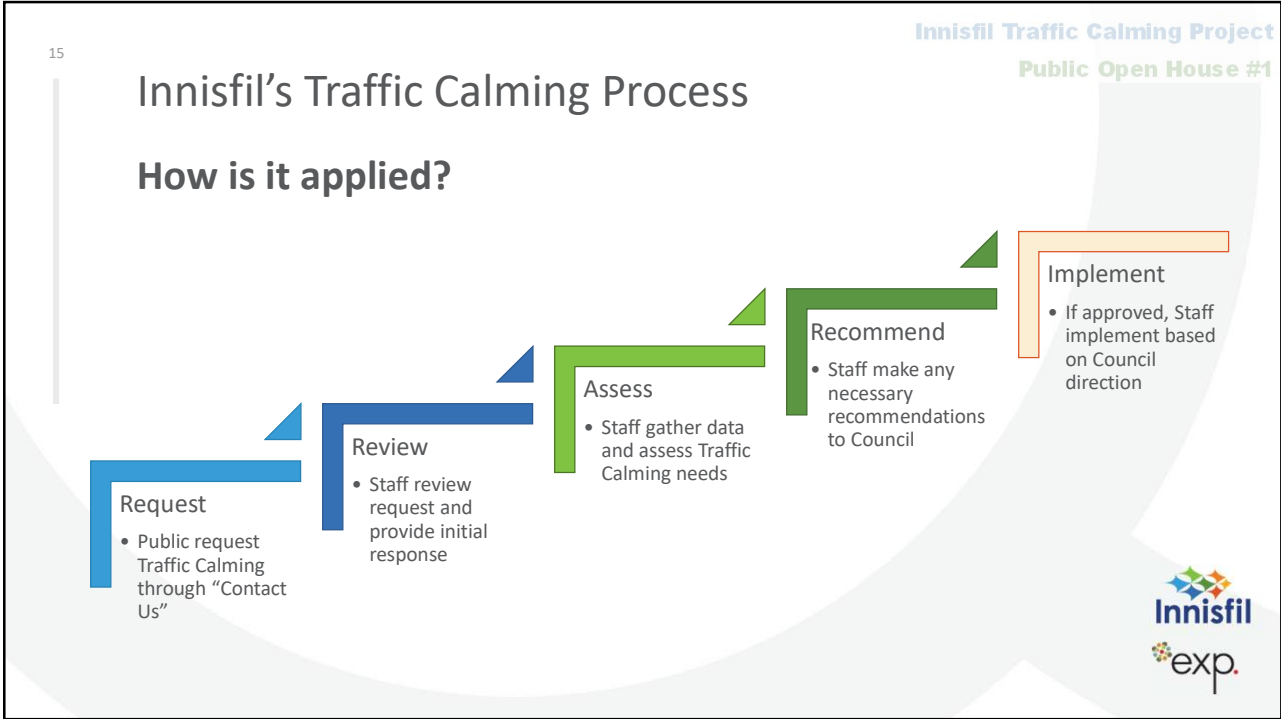 Innisfil Traffic Calming Project
Public Open House #1
15
Innisfil’s Traffic Calming Process
How is it applied?
Request
• Public request
Traffic Calming
through “Contact
Us”
Review
• Staff review
request and
provide initial
response
Assess
• Staff gather data
and assess Traffic
Calming needs
Recommend
• Staff make any
necessary
recommendations
to Council
Implement
• If approved, Staff
implement based
on Council
direction
Innisfil
exp.